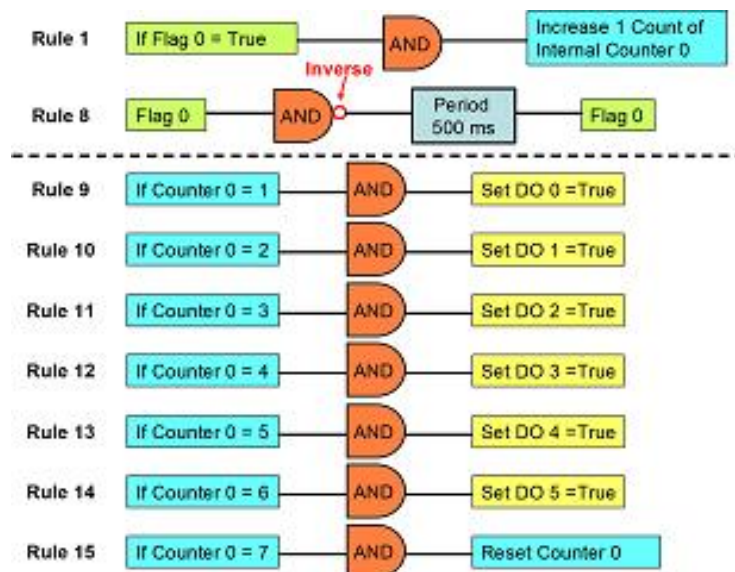 Rule 1
If Flag 0 = True
AND
Increase 1 Count of
Internal Counter 0
Inverse
Rule 8
Flag 0
AND
Period
500 ms
Flag 0
Rule 9
If Counter 0 = 1
AND
Set DO 0 =True
Rule 10
If Counter 0 = 2
AND
Set DO 1 =True
Rule 11
If Counter 0 = 3
AND
Set DO 2 =True
Rule 12
If Counter 0 = 4
AND
Set DO 3 =True
Rule 13
If Counter 0 = 5
AND
Set DO 4 =True
Rule 14
If Counter 0 = 6
AND
Set DO 5 =True
Rule 15
If Counter 0 = 7
AND
Reset Counter 0